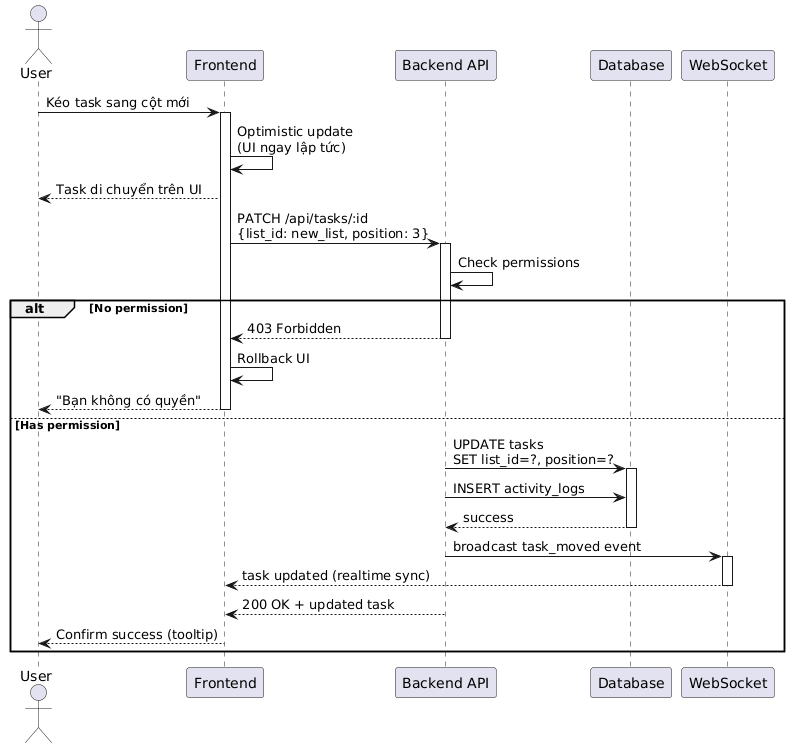 User
Frontend
Backend API
Database
WebSocket
Kéo task sang cột mới
Optimistic update
(UI ngay lập tức)
Task di chuyển trên UI
PATCH /api/tasks/:id
{list_id: new_list, position: 3}
Check permissions
alt
[No permission]
403 Forbidden
Rollback UI
"Bạn không có quyền"
[Has permission]
UPDATE tasks
SET list_id=?, position=?
INSERT activity_logs
success
broadcast task_moved event
task updated (realtime sync)
200 OK + updated task
Confirm success (tooltip)
User
Frontend
Backend API
Database
WebSocket